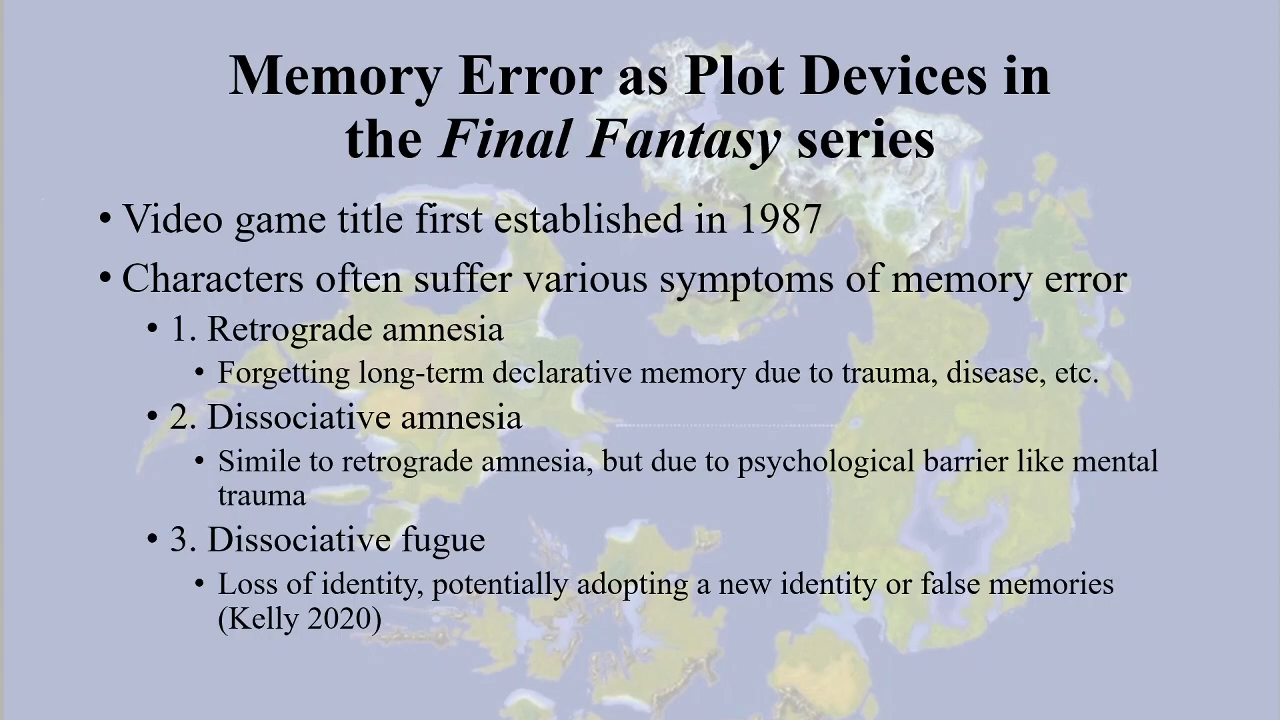 Memory Error as Plot Devices in
the Final Fantasy series
• Video game title first established in 1987
• Characters often suffer various symptoms of memory error
• 1. Retrograde amnesia
• Forgetting long-term declarative memory due to trauma, disease, etc.
• 2. Dissociative amnesia
• Simile to retrograde amnesia, but due to psychological barrier like mental
trauma
• 3. Dissociative fugue
• Loss of identity, potentially adopting a new identity or false memories
(Kelly 2020)